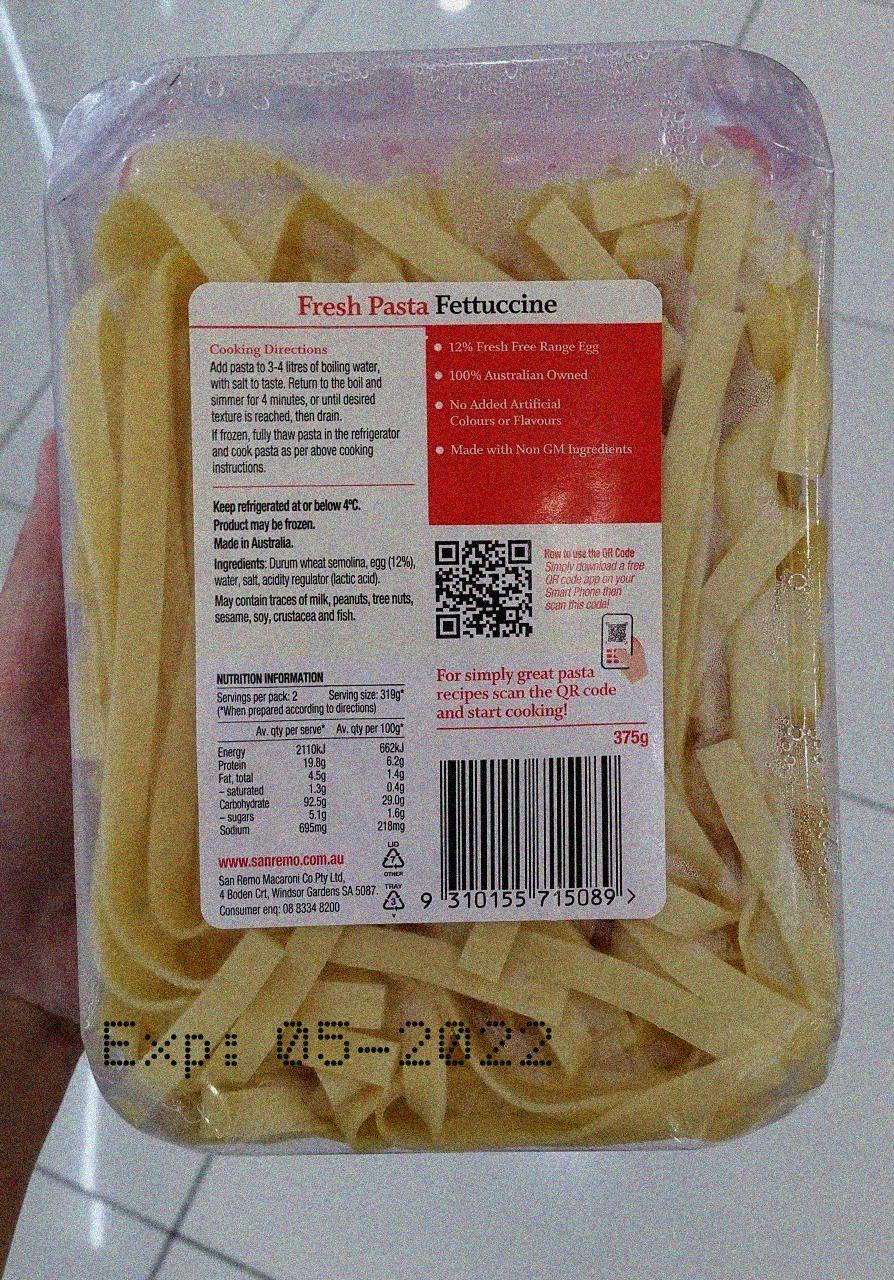 Fresh Pasta Fettuccine
Cooking Directions
Add pasta to 3-4 litres of boiling water,
with salt to taste. Return to the boil and
simmer for 4 minutes, or until desired
texture is reached, then drain.
If frozen, fully thaw pasta in the refrigerator
and cook pasta as per above cooking
instructions.
Keep refrigerated at or below 4ºC.
Product may be frozen.
Made in Australia.
Ingredients: Durum wheat semolina, egg (12%),
water, salt, acidity regulator (lactic acid).
May contain traces of milk, peanuts, tree nuts,
sesame, soy, crustacea and fish.
NUTRITION INFORMATION
Servings per pack: 2 Serving size: 319g*
(*When prepared according to directions)
Av. qty per serve* Av. qty per 100g*
Energy 2110kJ 662kJ
Protein 19.8g 6.2g
Fat, total 4.5g 1.4g
– saturated 1.3g 0.4g
Carbohydrate 92.5g 29.0g
– sugars 5.1g 1.6g
Sodium 695mg 218mg
www.sanremo.com.au
San Remo Macaroni Co Pty Ltd,
4 Boden Crt, Windsor Gardens SA 5087.
Consumer enq: 08 8334 8200
LID
7
OTHER
TRAY
3
V
12% Fresh Free Range Egg
100% Australian Owned
No Added Artificial
Colours or Flavours
Made with Non GM Ingredients
How to use the QR Code
Simply download a free
QR code app on your
Smart Phone then
scan this code!
For simply great pasta
recipes scan the QR code
and start cooking!
375g
9 310155 715089 >
Exp: 05-2022